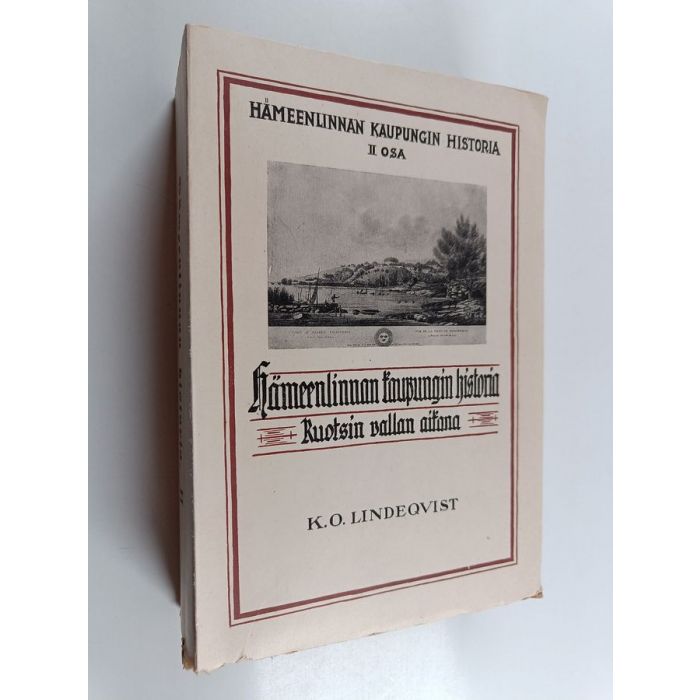 HÄMEENLINNAN KAUPUNGIN HISTORIA
II OSA
Hämeenlinnan kaupungin historia
Ruotsin vallan aikana
K. O. LINDEQVIST